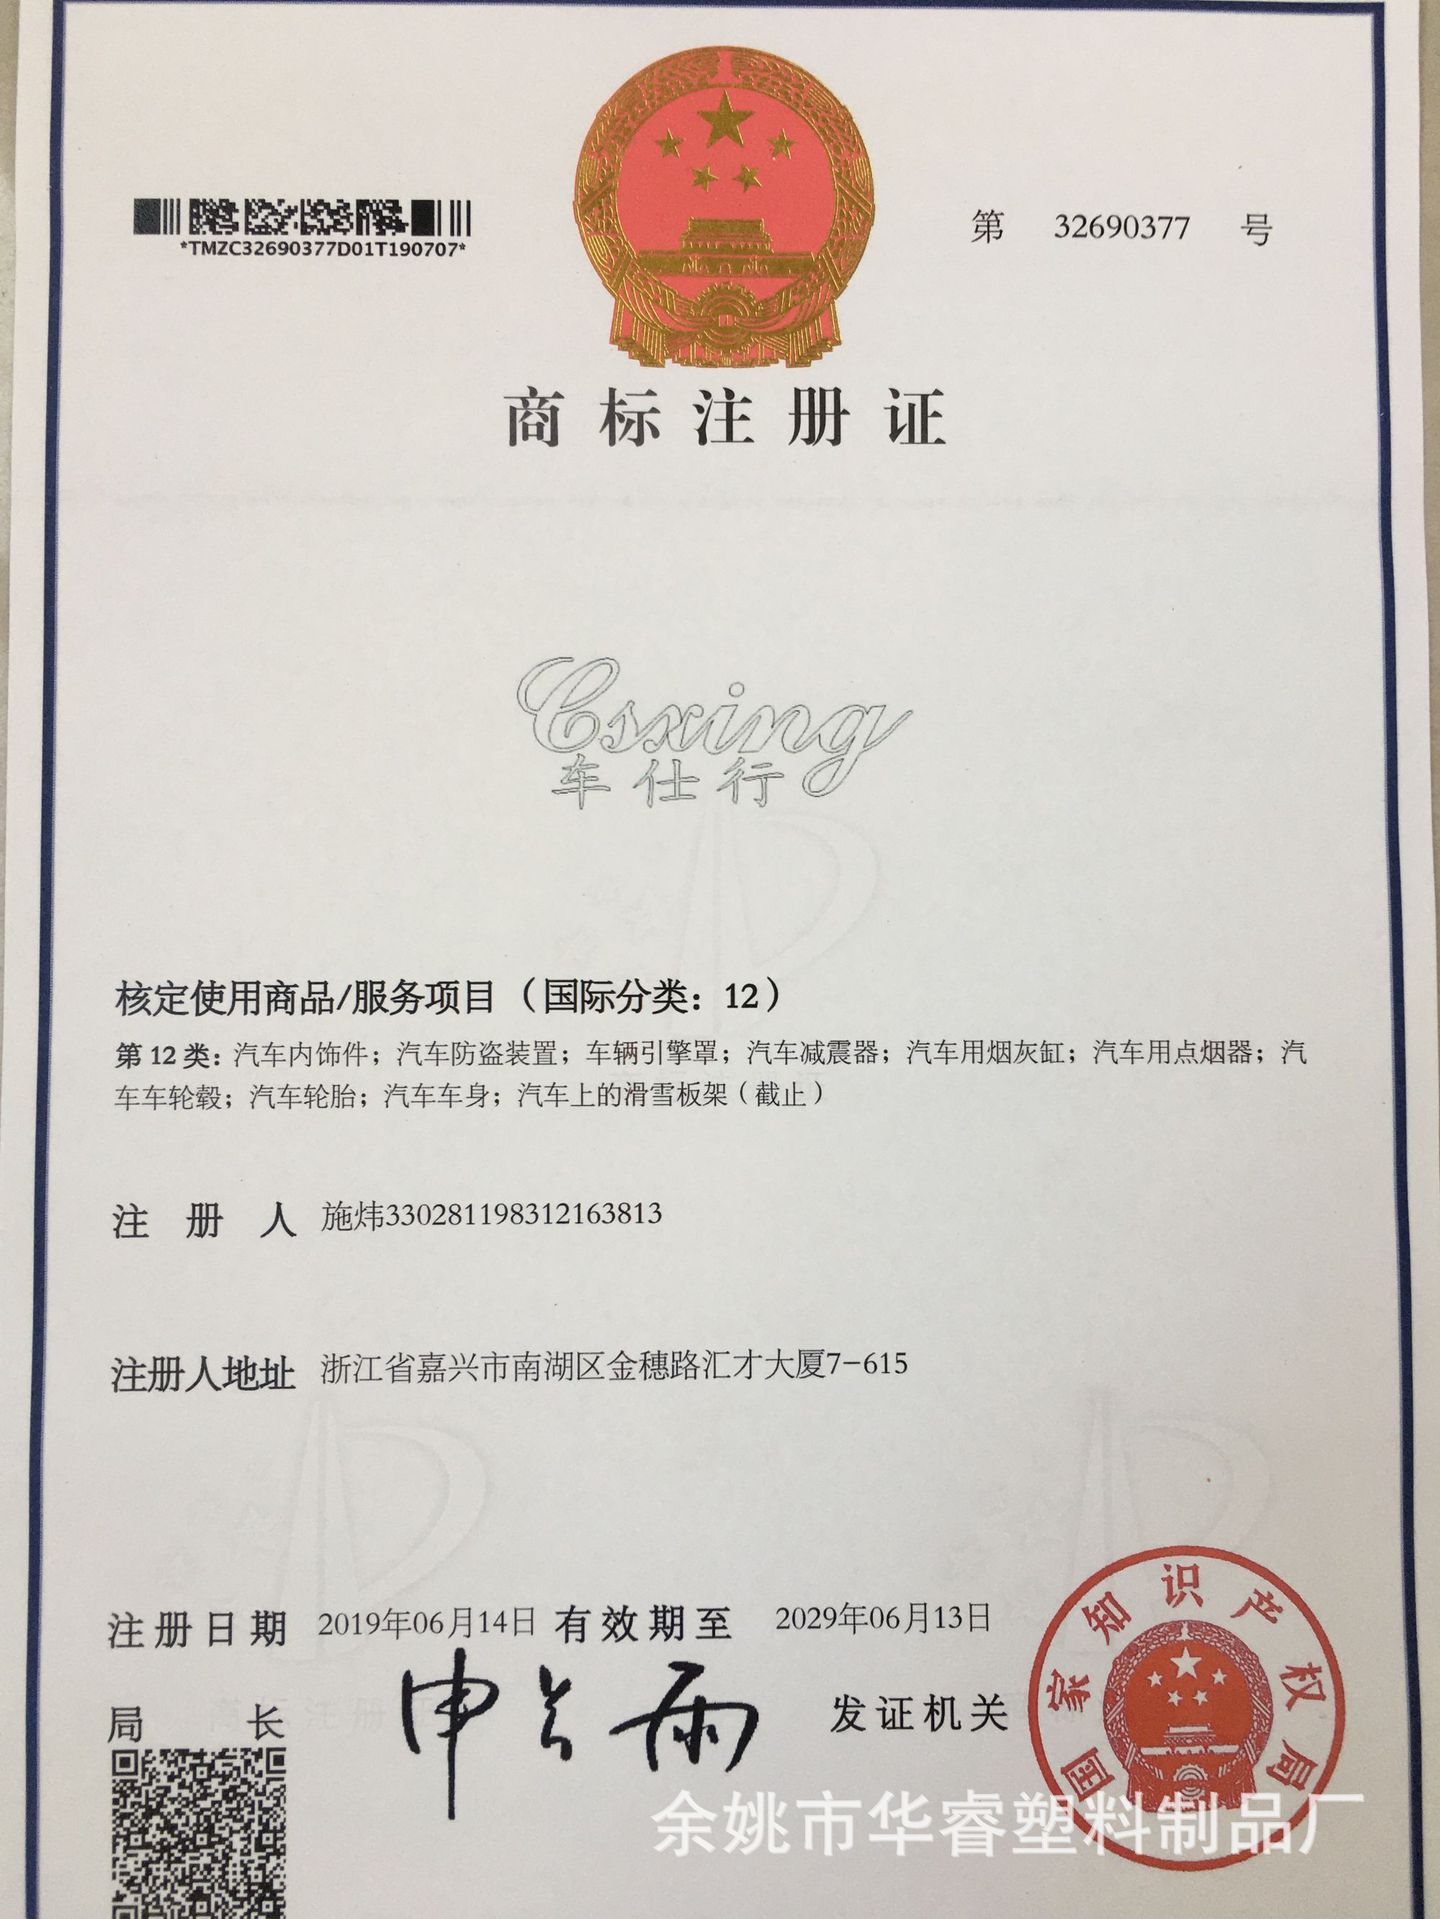 *TMZC32690377D01T190707*
第 32690377 号
商标注册证
Csxing
车仕行
核定使用商品/服务项目（国际分类：12）
第 12 类：汽车内饰件；汽车防盗装置；车辆引擎罩；汽车减震器；汽车用烟灰缸；汽车用点烟器；汽
车车轮毂；汽车轮胎；汽车车身；汽车上的滑雪板架（截止）
注 册 人 施炜330281198312163813
注册人地址 浙江省嘉兴市南湖区金穗路汇才大厦7-615
注册日期 2019年06月14日 有效期至 2029年06月13日
局 长 申长雨 发证机关
国家知识产权局
余姚市华睿塑料制品厂